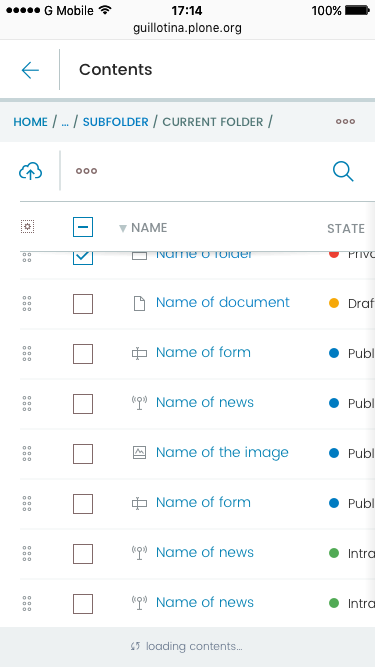 G Mobile 17:14 100%
guillotina.plone.org
Contents
HOME / ... / SUBFOLDER / CURRENT FOLDER /
NAME STATE
Name o folder Priva
Name of document Draf
Name of form Publ
Name of news Publ
Name of the image Publ
Name of form Publ
Name of news Intra
Name of news Intra
loading contents...